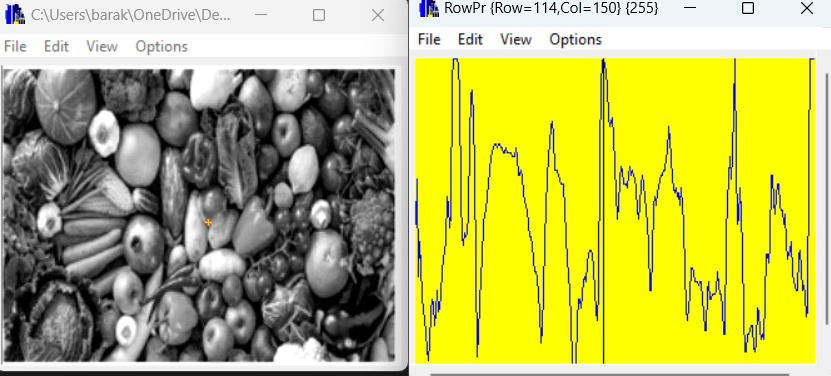 C:\Users\barak\OneDrive\De...
File Edit View Options
RowPr {Row=114,Col=150} {255}
File Edit View Options